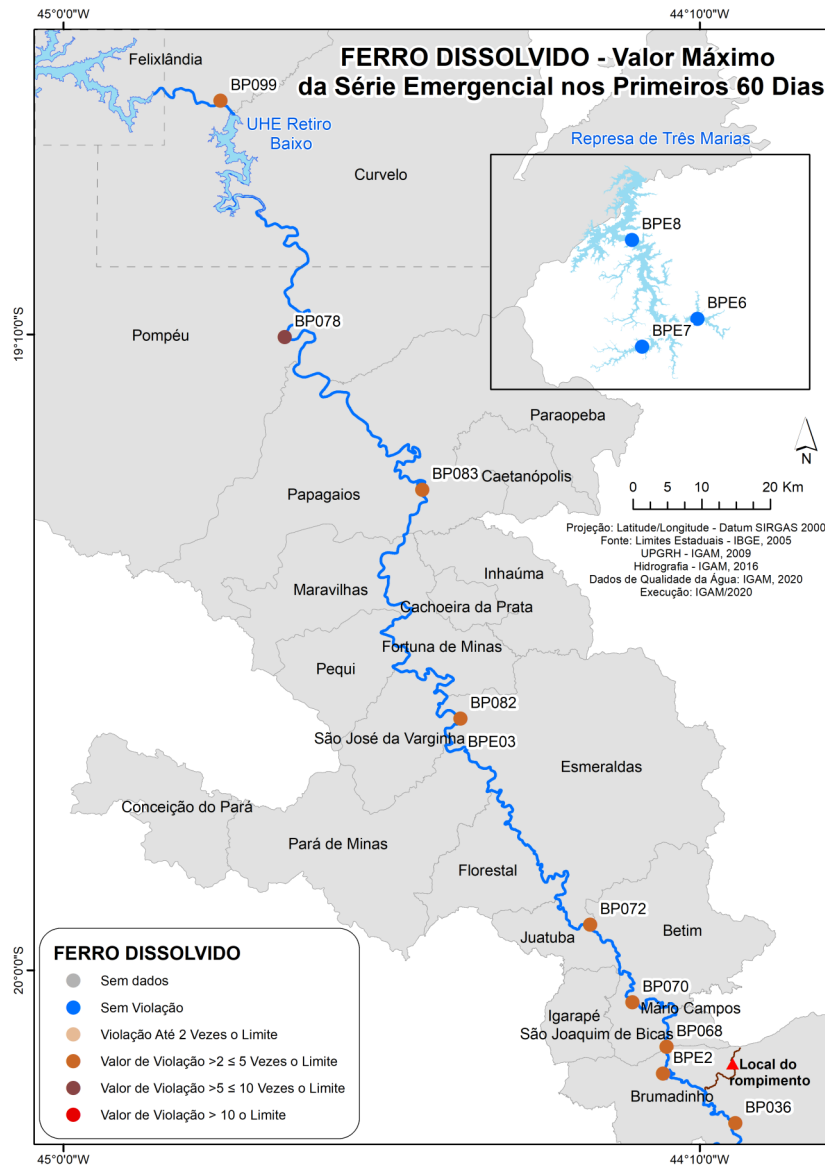 45°0'0"W
44°10'0"W
FERRO DISSOLVIDO - Valor Máximo
da Série Emergencial nos Primeiros 60 Dias
Felixlândia
BP099
UHE Retiro
Baixo
Curvelo
Represa de Três Marias
BPE8
BPE6
BPE7
19°10'0"S
Pompéu
BP078
Paraopeba
N
BP083
Caetanópolis
Papagaios
0 5 10 20 Km
Projeção: Latitude/Longitude - Datum SIRGAS 2000
Fonte: Limites Estaduais - IBGE, 2005
UPGRH - IGAM, 2009
Hidrografia - IGAM, 2016
Dados de Qualidade da Água: IGAM, 2020
Execução: IGAM/2020
Inhaúma
Maravilhas
Cachoeira da Prata
Fortuna de Minas
Pequi
BP082
São José da Varginha
BPE03
Esmeraldas
Conceição do Pará
Pará de Minas
Florestal
BP072
Juatuba
Betim
20°0'0"S
BP070
Mário Campos
Igarapé
São Joaquim de Bicas
BP068
BPE2
Local do
rompimento
Brumadinho
BP036
FERRO DISSOLVIDO
Sem dados
Sem Violação
Violação Até 2 Vezes o Limite
Valor de Violação >2 ≤ 5 Vezes o Limite
Valor de Violação >5 ≤ 10 Vezes o Limite
Valor de Violação > 10 o Limite
45°0'0"W
44°10'0"W